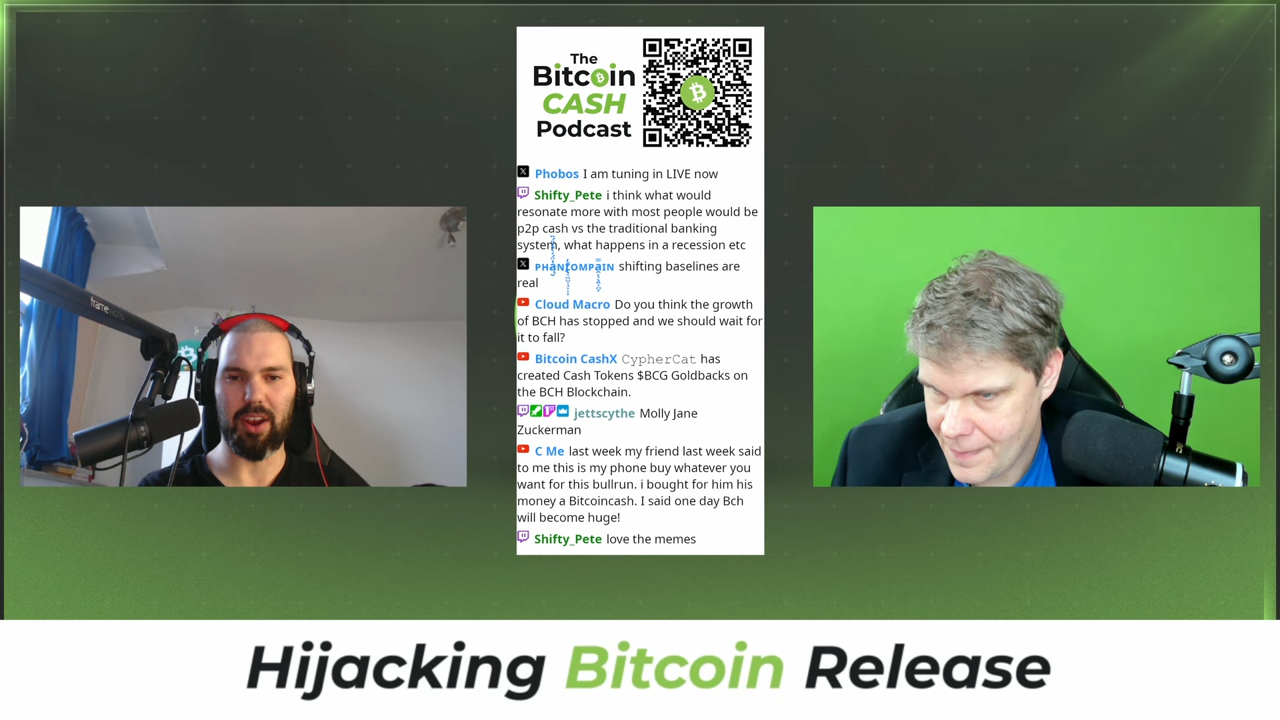 The
Bitcoin
CASH
Podcast
Phobos I am tuning in LIVE now
Shifty_Pete i think what would
resonate more with most people would be
p2p cash vs the traditional banking
system, what happens in a recession etc
ᴘʜᴀɴᴛᴏᴍᴘᴀɪɴ shifting baselines are
real
Cloud Macro Do you think the growth
of BCH has stopped and we should wait for
it to fall?
Bitcoin CashX 𝙲𝚢𝚙𝚑𝚎𝚛𝙲𝚊𝚝 has
created Cash Tokens $BCG Goldbacks on
the BCH Blockchain.
jettscythe Molly Jane
Zuckerman
C Me last week my friend last week said
to me this is my phone buy whatever you
want for this bullrun. i bought for him his
money a Bitcoincash. I said one day Bch
will become huge!
Shifty_Pete love the memes
frame
Hijacking Bitcoin Release